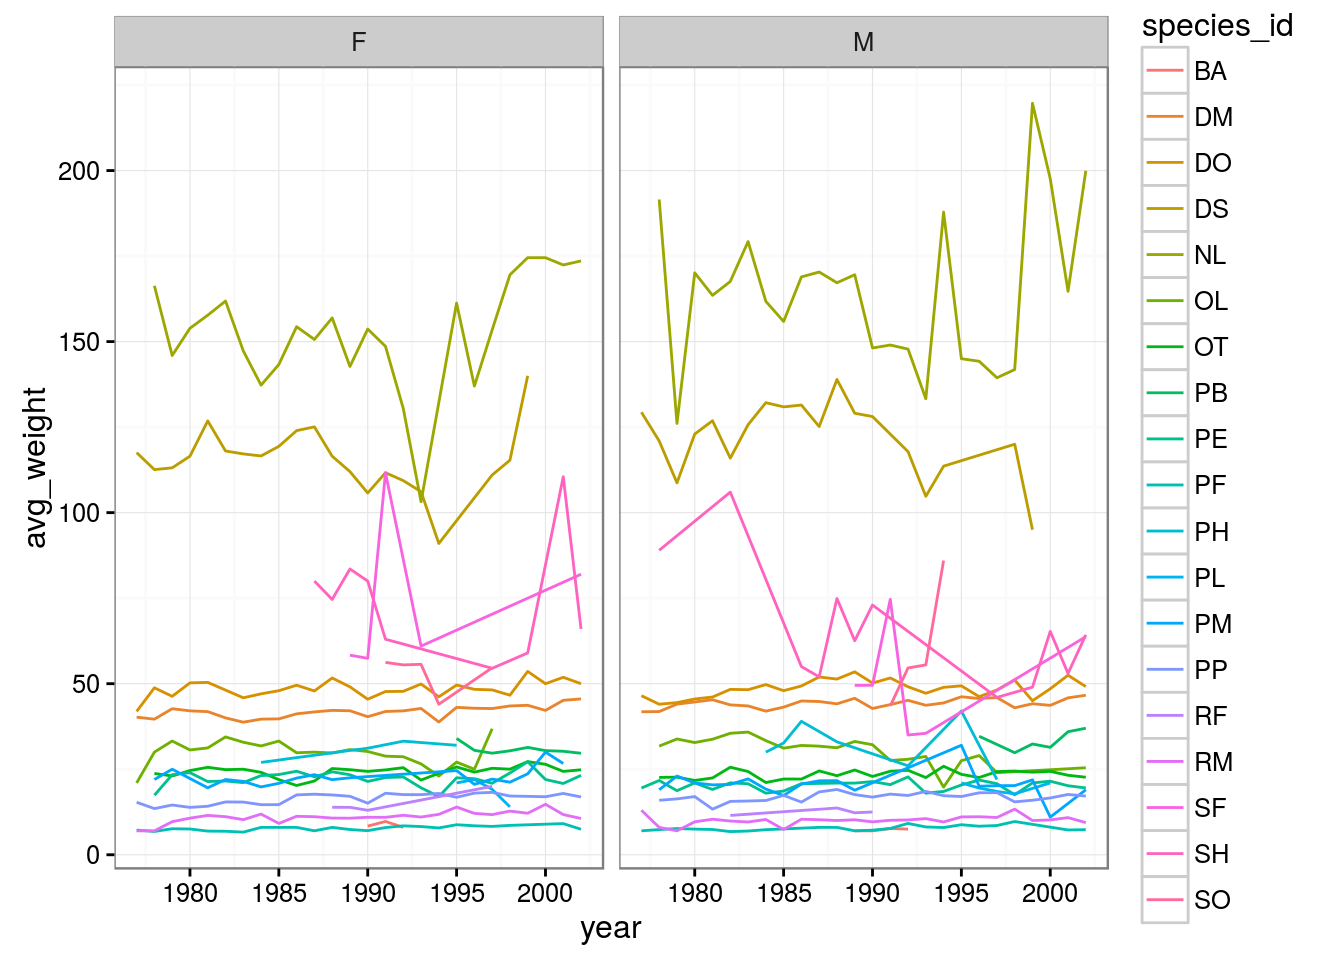 F
M
species_id
BA
DM
DO
DS
NL
OL
OT
PB
PE
PF
PH
PL
PM
PP
RF
RM
SF
SH
SO
avg_weight
200
150
100
50
0
1980 1985 1990 1995 2000
1980 1985 1990 1995 2000
year